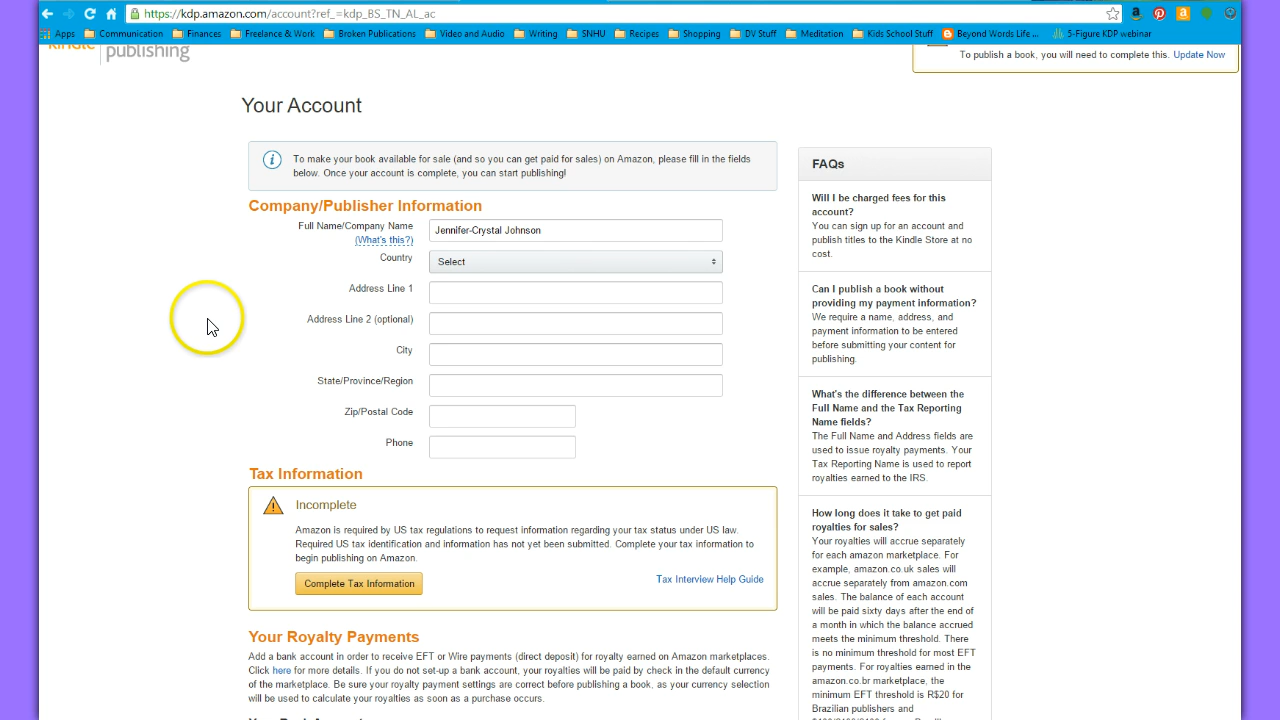 https://kdp.amazon.com/account?ref_=kdp_BS_TN_AL_ac
Apps Communication Finances Freelance & Work Broken Publications Video and Audio Writing SNHU Recipes Shopping DV Stuff Meditation Kids School Stuff Beyond Words Life ... 5-Figure KDP webinar
publishing
To publish a book, you will need to complete this. Update Now
Your Account
To make your book available for sale (and so you can get paid for sales) on Amazon, please fill in the fields
below. Once your account is complete, you can start publishing!
Company/Publisher Information
Full Name/Company Name
Jennifer-Crystal Johnson
(What's this?)
Country
Select
Address Line 1
Address Line 2 (optional)
City
State/Province/Region
Zip/Postal Code
Phone
Tax Information
Incomplete
Amazon is required by US tax regulations to request information regarding your tax status under US law.
Required US tax identification and information has not yet been submitted. Complete your tax information to
begin publishing on Amazon.
Complete Tax Information
Tax Interview Help Guide
Your Royalty Payments
Add a bank account in order to receive EFT or Wire payments (direct deposit) for royalty earned on Amazon marketplaces.
Click here for more details. If you do not set-up a bank account, your royalties will be paid by check in the default currency
of the marketplace. Be sure your royalty payment settings are correct before publishing a book, as your currency selection
will be used to calculate your royalties as soon as a purchase occurs.
FAQs
Will I be charged fees for this
account?
You can sign up for an account and
publish titles to the Kindle Store at no
cost.
Can I publish a book without
providing my payment information?
We require a name, address, and
payment information to be entered
before submitting your content for
publishing.
What's the difference between the
Full Name and the Tax Reporting
Name fields?
The Full Name and Address fields are
used to issue royalty payments. Your
Tax Reporting Name is used to report
royalties earned to the IRS.
How long does it take to get paid
royalties for sales?
Your royalties will accrue separately
for each amazon marketplace. For
example, amazon.co.uk sales will
accrue separately from amazon.com
sales. The balance of each account
will be paid sixty days after the end of
a month in which the balance accrued
meets the minimum threshold. There
is no minimum threshold for most EFT
payments. For royalties earned in the
amazon.co.br marketplace, the
minimum EFT threshold is R$20 for
Brazilian publishers and